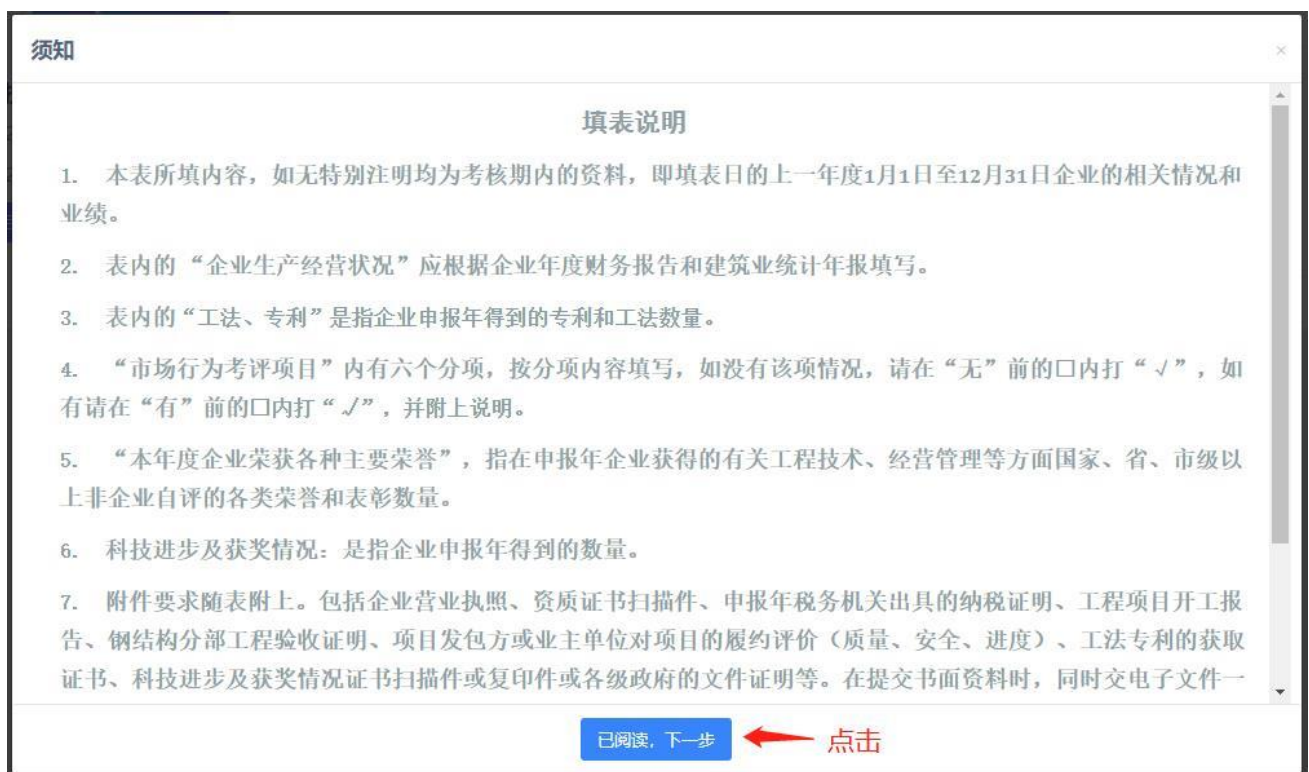 须知
×
填表说明
1. 本表所填内容，如无特别注明均为考核期内的资料，即填表日的上一年度1月1日至12月31日企业的相关情况和
业绩。
2. 表内的“企业生产经营状况”应根据企业年度财务报告和建筑业统计年报填写。
3. 表内的“工法、专利”是指企业申报年得到的专利和工法数量。
4. “市场行为考评项目”内有六个分项，按分项内容填写，如没有该项情况，请在“无”前的口内打“√”，如
有请在“有”前的口内打“√”，并附上说明。
5. “本年度企业荣获各种主要荣誉”，指在申报年企业获得的有关工程技术、经营管理等方面国家、省、市级以
上非企业自评的各类荣誉和表彰数量。
6. 科技进步及获奖情况：是指企业申报年得到的数量。
7. 附件要求随表附上。包括企业营业执照、资质证书扫描件、申报年税务机关出具的纳税证明、工程项目开工报
告、钢结构分部工程验收证明、项目发包方或业主单位对项目的履约评价（质量、安全、进度）、工法专利的获取
证书、科技进步及获奖情况证书扫描件或复印件或各级政府的文件证明等。在提交书面资料时，同时交电子文件一
已阅读，下一步 点击